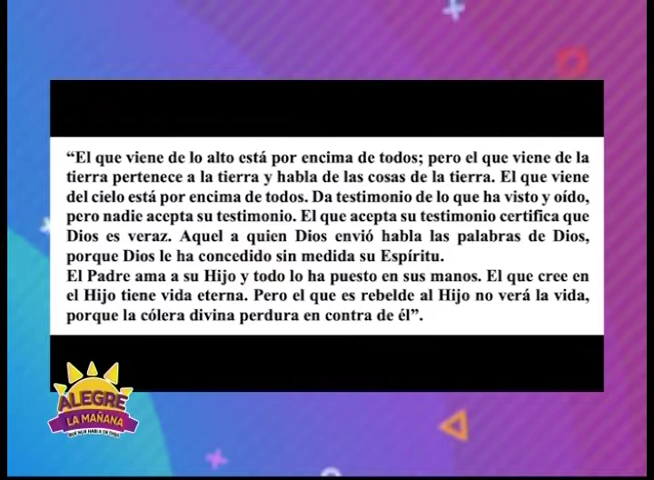 “El que viene de lo alto está por encima de todos; pero el que viene de la
tierra pertenece a la tierra y habla de las cosas de la tierra. El que viene
del cielo está por encima de todos. Da testimonio de lo que ha visto y oído,
pero nadie acepta su testimonio. El que acepta su testimonio certifica que
Dios es veraz. Aquel a quien Dios envió habla las palabras de Dios,
porque Dios le ha concedido sin medida su Espíritu.
El Padre ama a su Hijo y todo lo ha puesto en sus manos. El que cree en
el Hijo tiene vida eterna. Pero el que es rebelde al Hijo no verá la vida,
porque la cólera divina perdura en contra de él”.
ALEGRE
LA MAÑANA